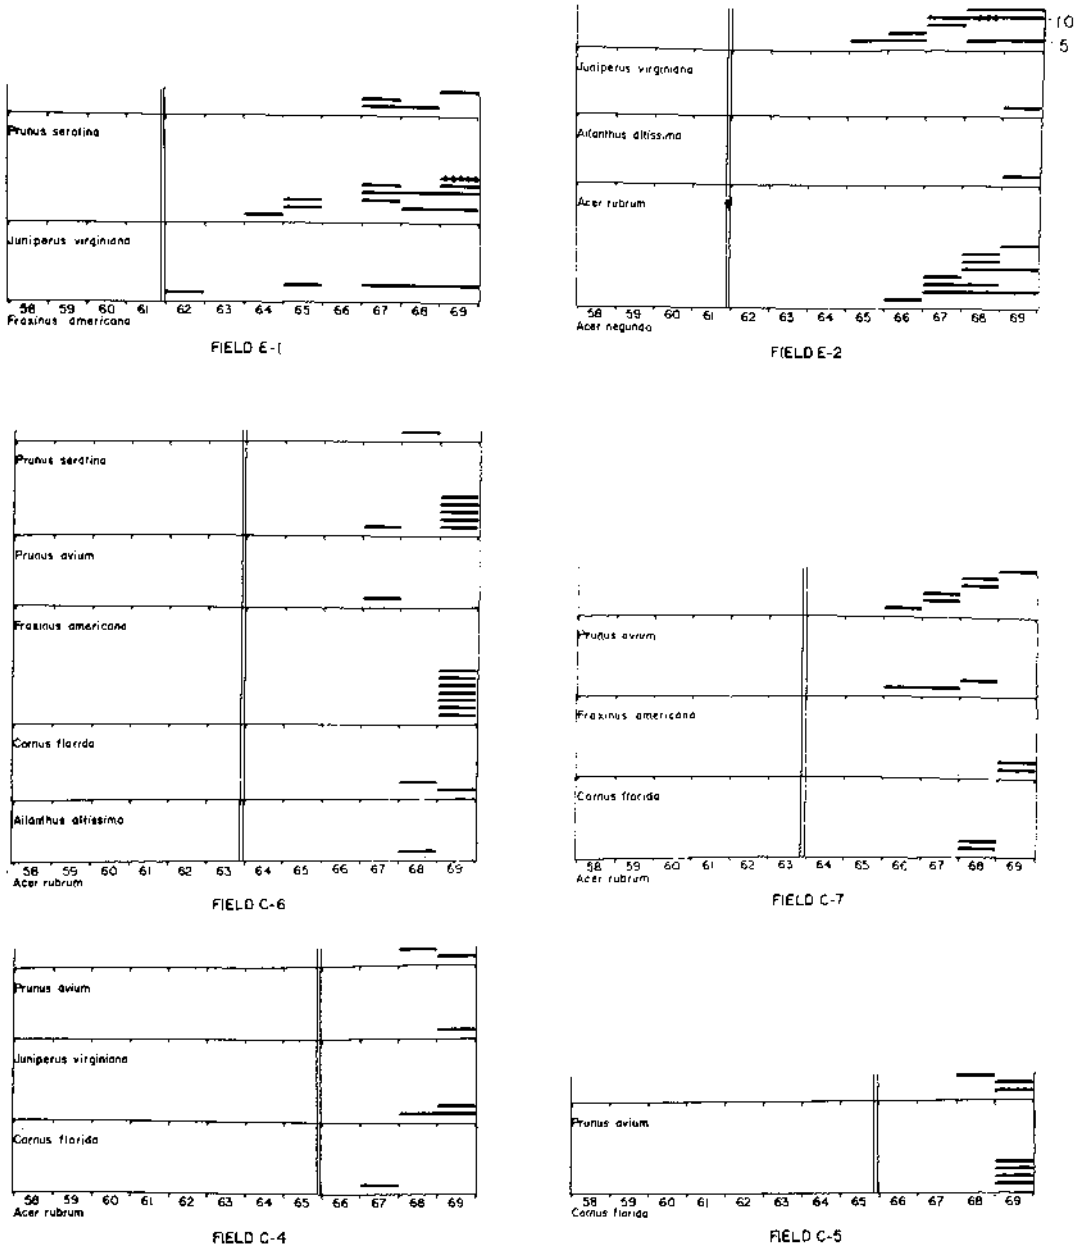 10
5
Prunus serotina
Juniperus virginiana
58 59 60 61 62 63 64 65 66 67 68 69
Fraxinus americana
FIELD E-1
Juniperus virginiana
Ailanthus altissima
Acer rubrum
58 59 60 61 62 63 64 65 66 67 68 69
Acer negundo
FIELD E-2
Prunus serotina
Prunus avium
Fraxinus americana
Cornus florida
Ailanthus altissima
58 59 60 61 62 63 64 65 66 67 68 69
Acer rubrum
FIELD C-6
Prunus avium
Fraxinus americana
Cornus florida
58 59 60 61 62 63 64 65 66 67 68 69
Acer rubrum
FIELD C-7
Prunus avium
Juniperus virginiana
Cornus florida
58 59 60 61 62 63 64 65 66 67 68 69
Acer rubrum
FIELD C-4
Prunus avium
58 59 60 61 62 63 64 65 66 67 68 69
Cornus florida
FIELD C-5